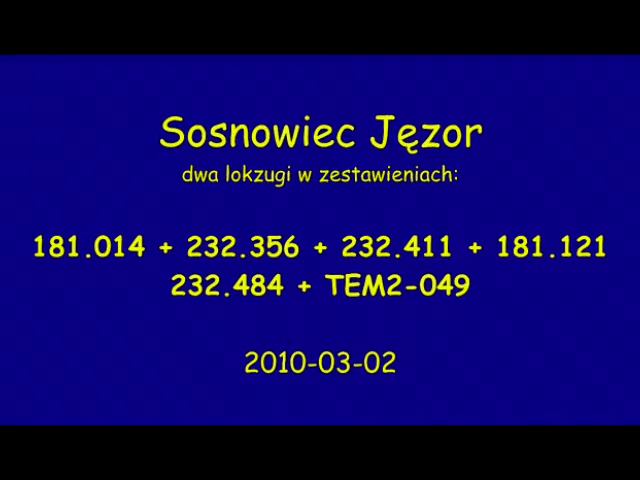 Sosnowiec Jęzor
dwa lokzugi w zestawieniach:
181.014 + 232.356 + 232.411 + 181.121
232.484 + TEM2-049
2010-03-02